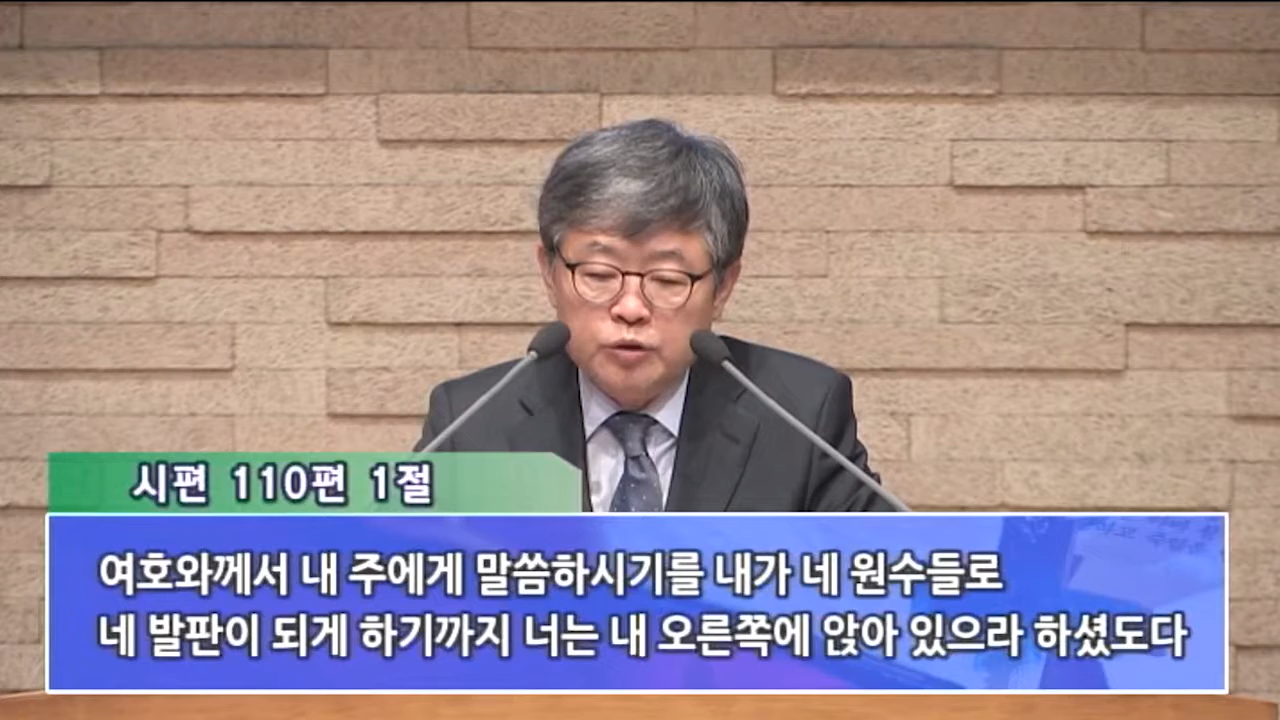 시편 110편 1절
여호와께서 내 주에게 말씀하시기를 내가 네 원수들로
네 발판이 되게 하기까지 너는 내 오른쪽에 앉아 있으라 하셨도다